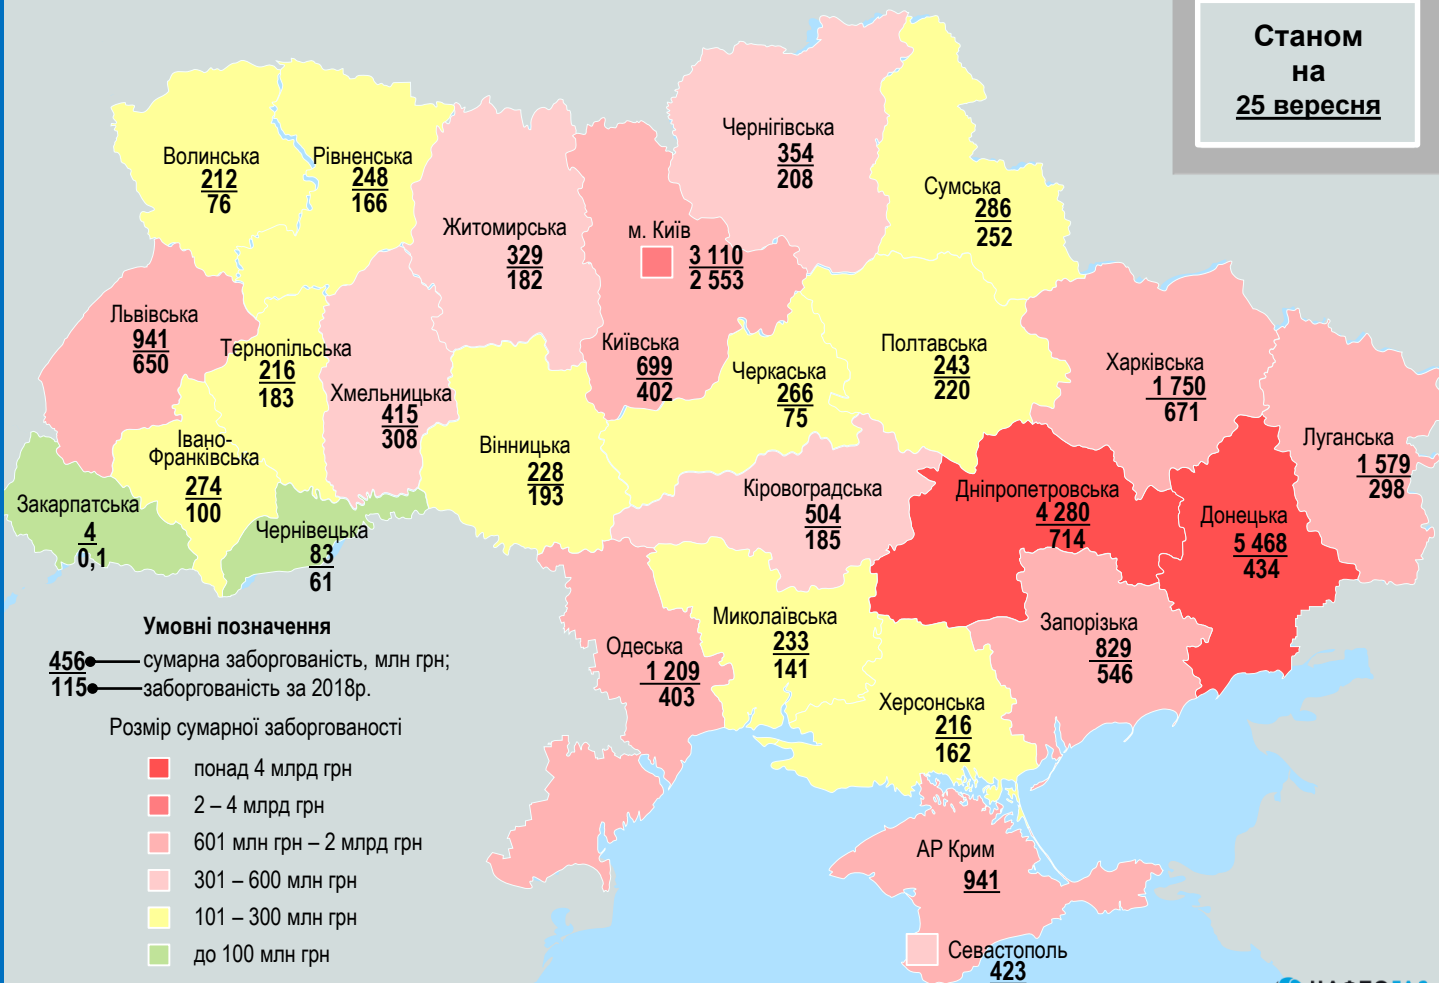 Станом
на
25 вересня
Чернігівська
354
208
Волинська
212
76
Рівненська
248
166
Сумська
286
252
Житомирська
329
182
м. Київ
3 110
2 553
Львівська
941
650
Тернопільська
216
183
Київська
699
402
Черкаська
266
75
Полтавська
243
220
Харківська
1 750
671
Хмельницька
415
308
Івано-
Франківська
274
100
Вінницька
228
193
Луганська
1 579
298
Закарпатська
4
0,1
Чернівецька
83
61
Кіровоградська
504
185
Дніпропетровська
4 280
714
Донецька
5 468
434
Миколаївська
233
141
Одеська
1 209
403
Запорізька
829
546
Херсонська
216
162
АР Крим
941
Севастополь
423
Умовні позначення
456 сумарна заборгованість, млн грн;
115 заборгованість за 2018р.
Розмір сумарної заборгованості
понад 4 млрд грн
2 – 4 млрд грн
601 млн грн – 2 млрд грн
301 – 600 млн грн
101 – 300 млн грн
до 100 млн грн